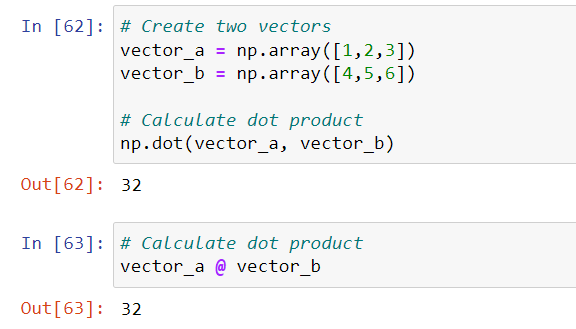 In [62]: # Create two vectors
vector_a = np.array([1,2,3])
vector_b = np.array([4,5,6])
# Calculate dot product
np.dot(vector_a, vector_b)
Out[62]: 32
In [63]: # Calculate dot product
vector_a @ vector_b
Out[63]: 32